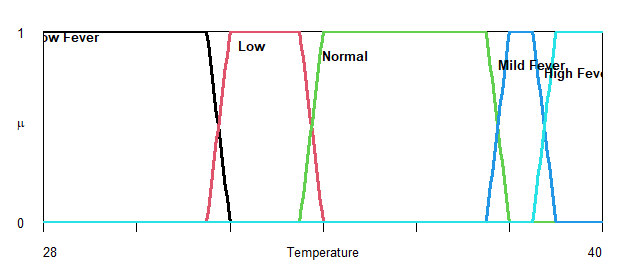 1
ow Fever
Low
Normal
Mild Fever
High Feve
μ
0
28
Temperature
40